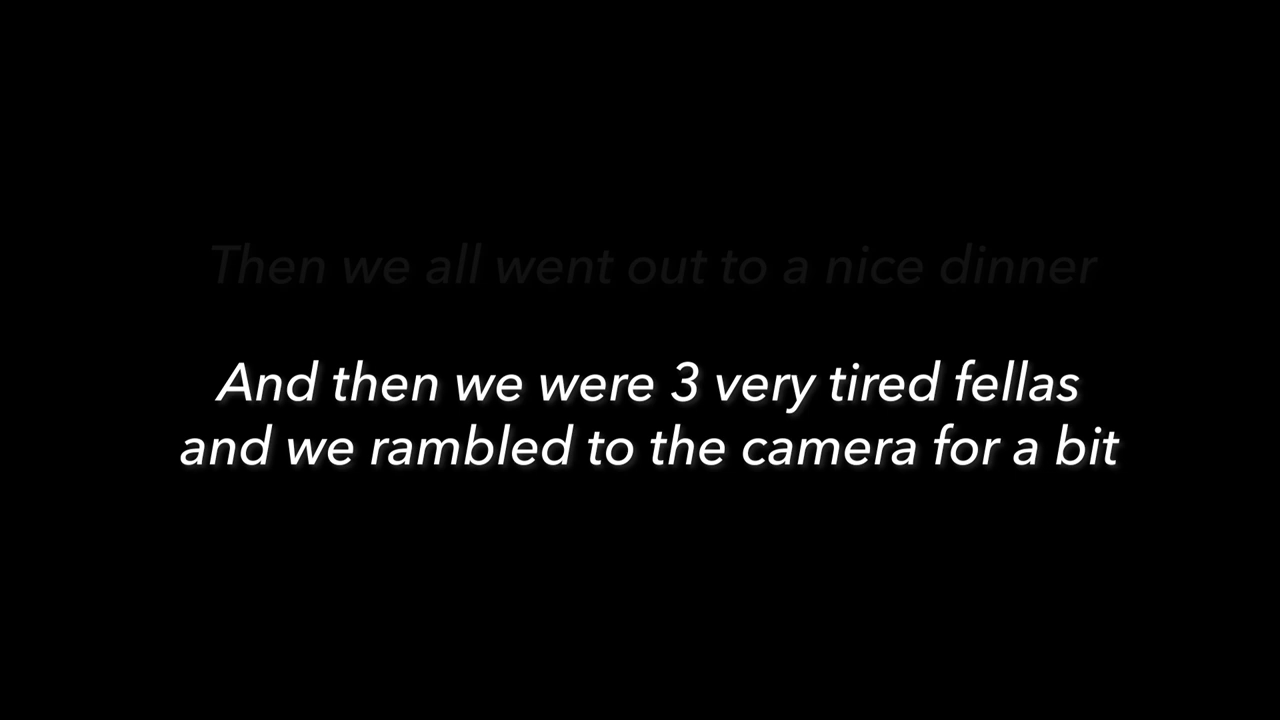 Then we all went out to a nice dinner
And then we were 3 very tired fellas
and we rambled to the camera for a bit